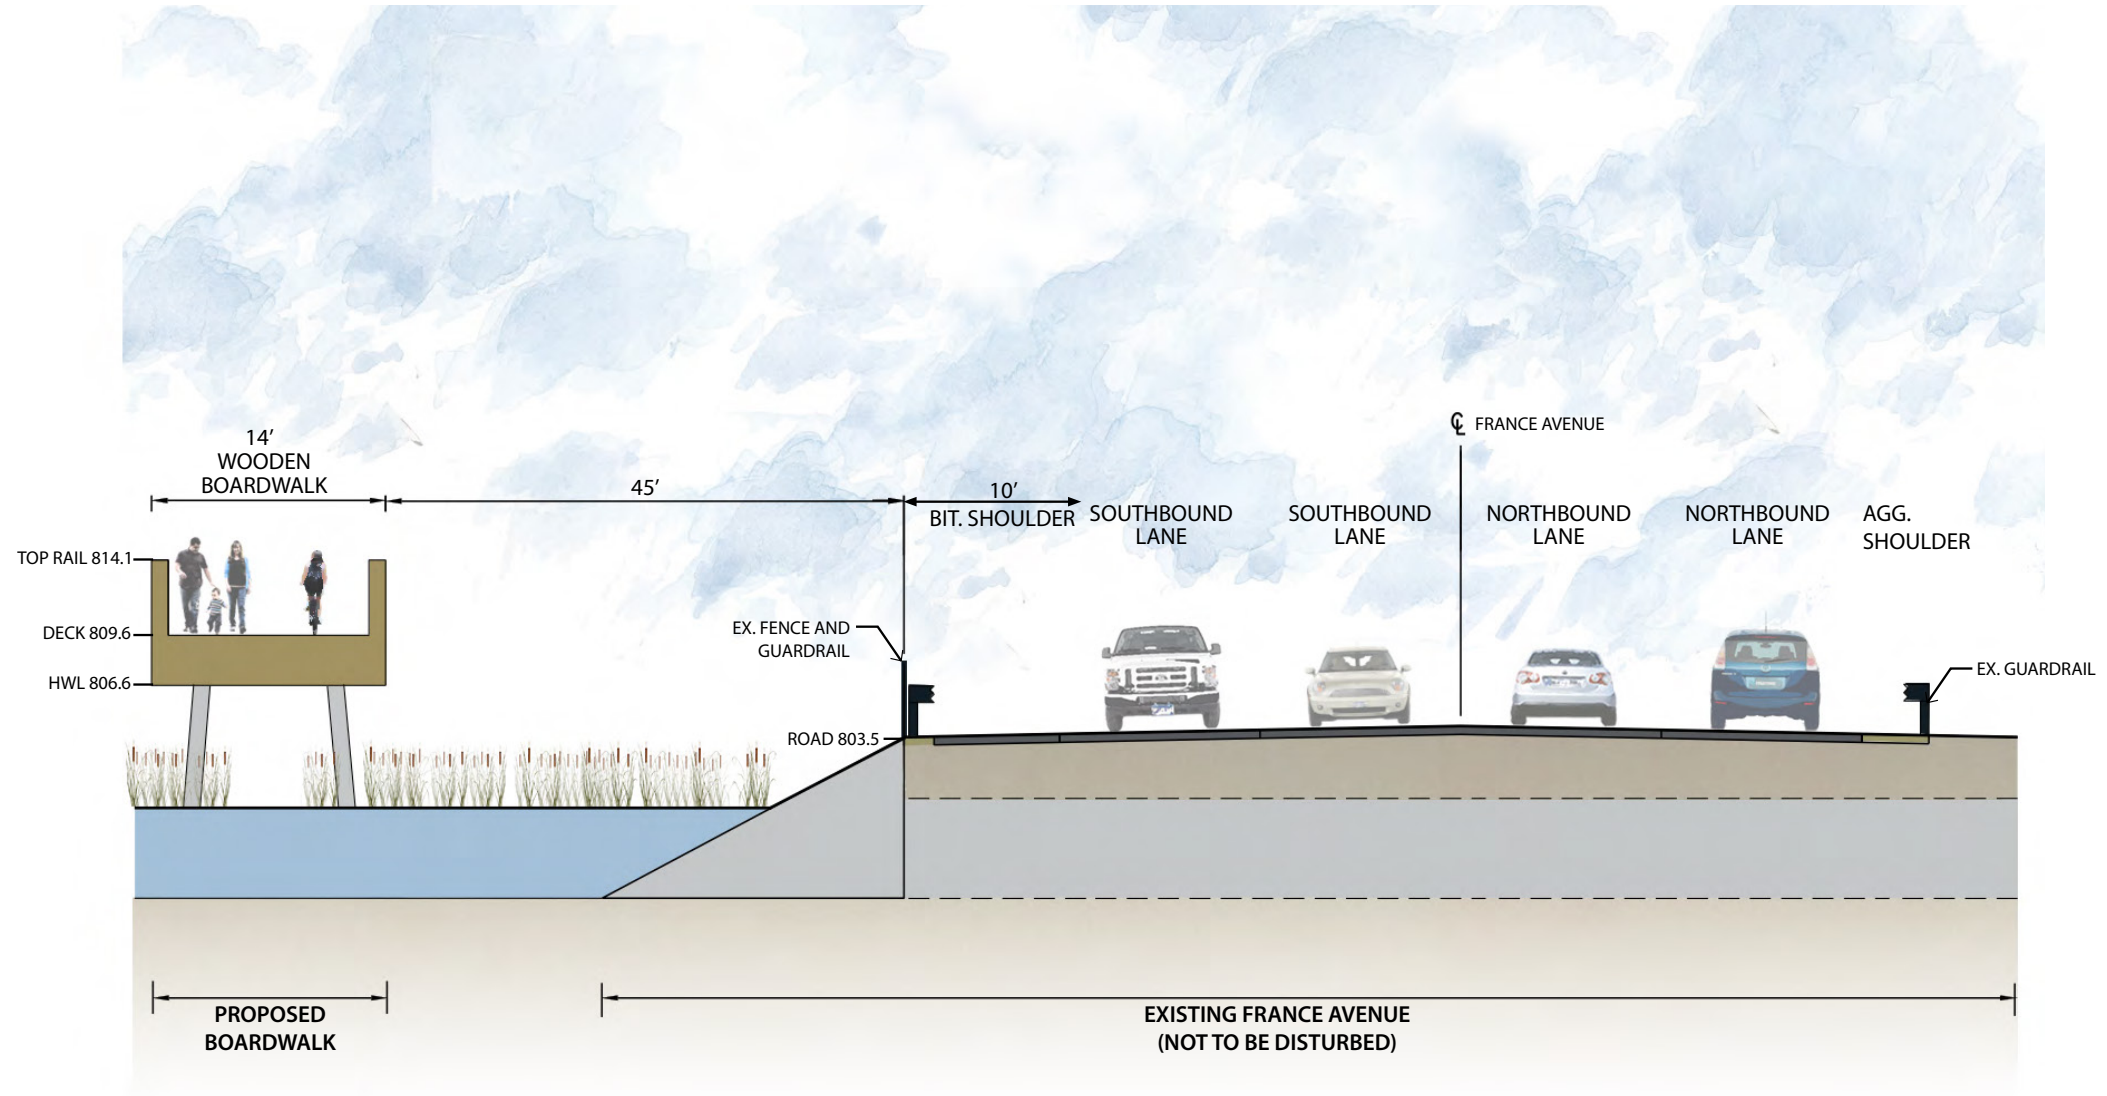 ℄ FRANCE AVENUE
14’
WOODEN
BOARDWALK
45’
10’
BIT. SHOULDER
SOUTHBOUND
LANE
SOUTHBOUND
LANE
NORTHBOUND
LANE
NORTHBOUND
LANE
AGG.
SHOULDER
TOP RAIL 814.1
DECK 809.6
HWL 806.6
EX. FENCE AND
GUARDRAIL
EX. GUARDRAIL
ROAD 803.5
PROPOSED
BOARDWALK
EXISTING FRANCE AVENUE
(NOT TO BE DISTURBED)